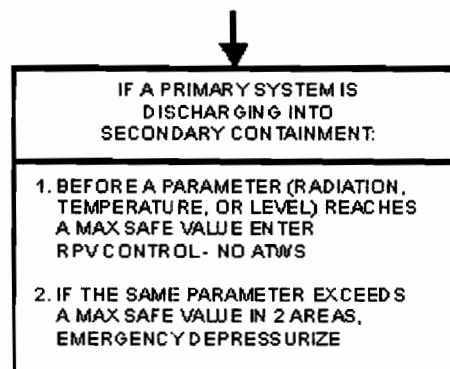 IF A PRIMARY SYSTEM IS
DISCHARGING INTO
SECONDARY CONTAINMENT:
1. BEFORE A PARAMETER (RADIATION,
TEMPERATURE, OR LEVEL) REACHES
A MAX SAFE VALUE ENTER
RPV CONTROL - NO ATWS
2. IF THE SAME PARAMETER EXCEEDS
A MAX SAFE VALUE IN 2 AREAS,
EMERGENCY DEPRESSURIZE